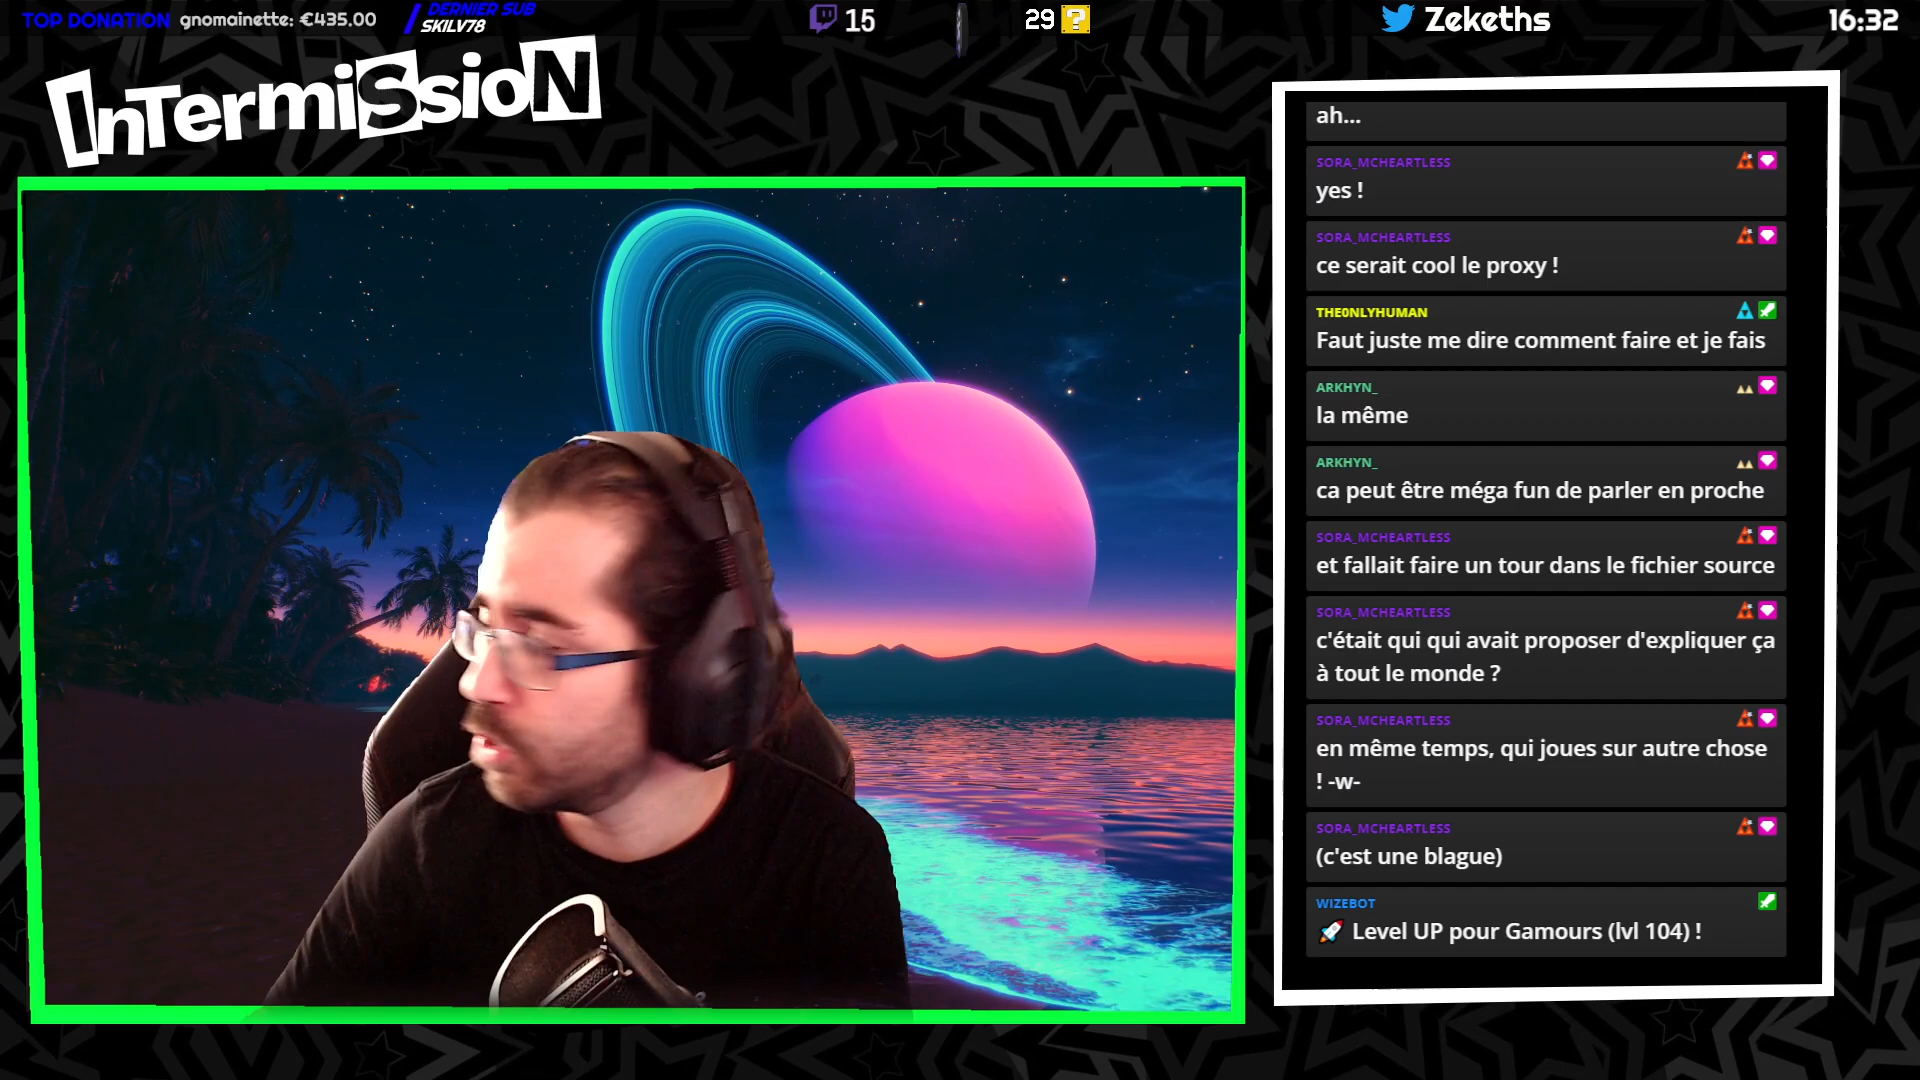 TOP DONATION gnomainette: €435.00
DERNIER SUB
SKILV78
15
29
Zekeths
16:32
InTermiSsioN
ah...
SORA_MCHEARTLESS
yes !
SORA_MCHEARTLESS
ce serait cool le proxy !
THE0NLYHUMAN
Faut juste me dire comment faire et je fais
ARKHYN_
la même
ARKHYN_
ca peut être méga fun de parler en proche
SORA_MCHEARTLESS
et fallait faire un tour dans le fichier source
SORA_MCHEARTLESS
c'était qui qui avait proposer d'expliquer ça
à tout le monde ?
SORA_MCHEARTLESS
en même temps, qui joues sur autre chose
! -w-
SORA_MCHEARTLESS
(c'est une blague)
WIZEBOT
🚀 Level UP pour Gamours (lvl 104) !